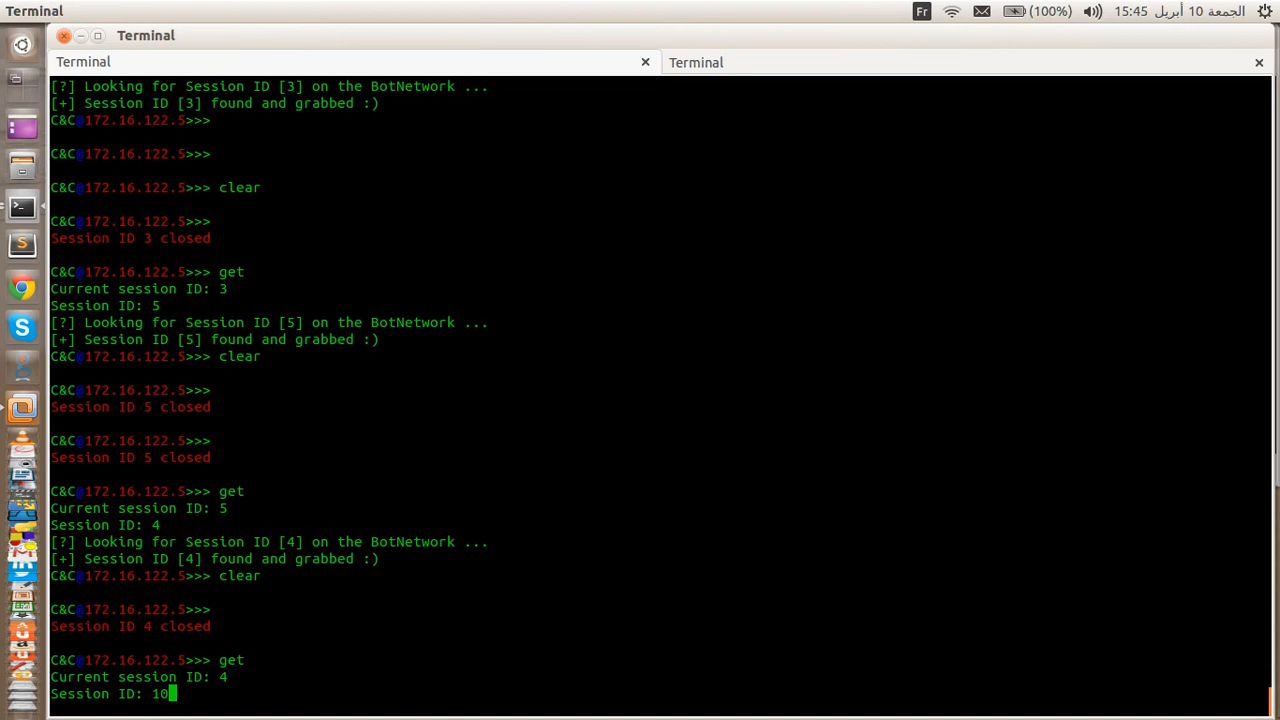 Terminal
Fr
(100%)
15:45 الجمعة 10 أبريل
Terminal
Terminal
Terminal
[?] Looking for Session ID [3] on the BotNetwork ...
[+] Session ID [3] found and grabbed :)
C&C@172.16.122.5>>>
C&C@172.16.122.5>>>
C&C@172.16.122.5>>> clear
C&C@172.16.122.5>>>
Session ID 3 closed
C&C@172.16.122.5>>> get
Current session ID: 3
Session ID: 5
[?] Looking for Session ID [5] on the BotNetwork ...
[+] Session ID [5] found and grabbed :)
C&C@172.16.122.5>>> clear
C&C@172.16.122.5>>>
Session ID 5 closed
C&C@172.16.122.5>>>
Session ID 5 closed
C&C@172.16.122.5>>> get
Current session ID: 5
Session ID: 4
[?] Looking for Session ID [4] on the BotNetwork ...
[+] Session ID [4] found and grabbed :)
C&C@172.16.122.5>>> clear
C&C@172.16.122.5>>>
Session ID 4 closed
C&C@172.16.122.5>>> get
Current session ID: 4
Session ID: 10